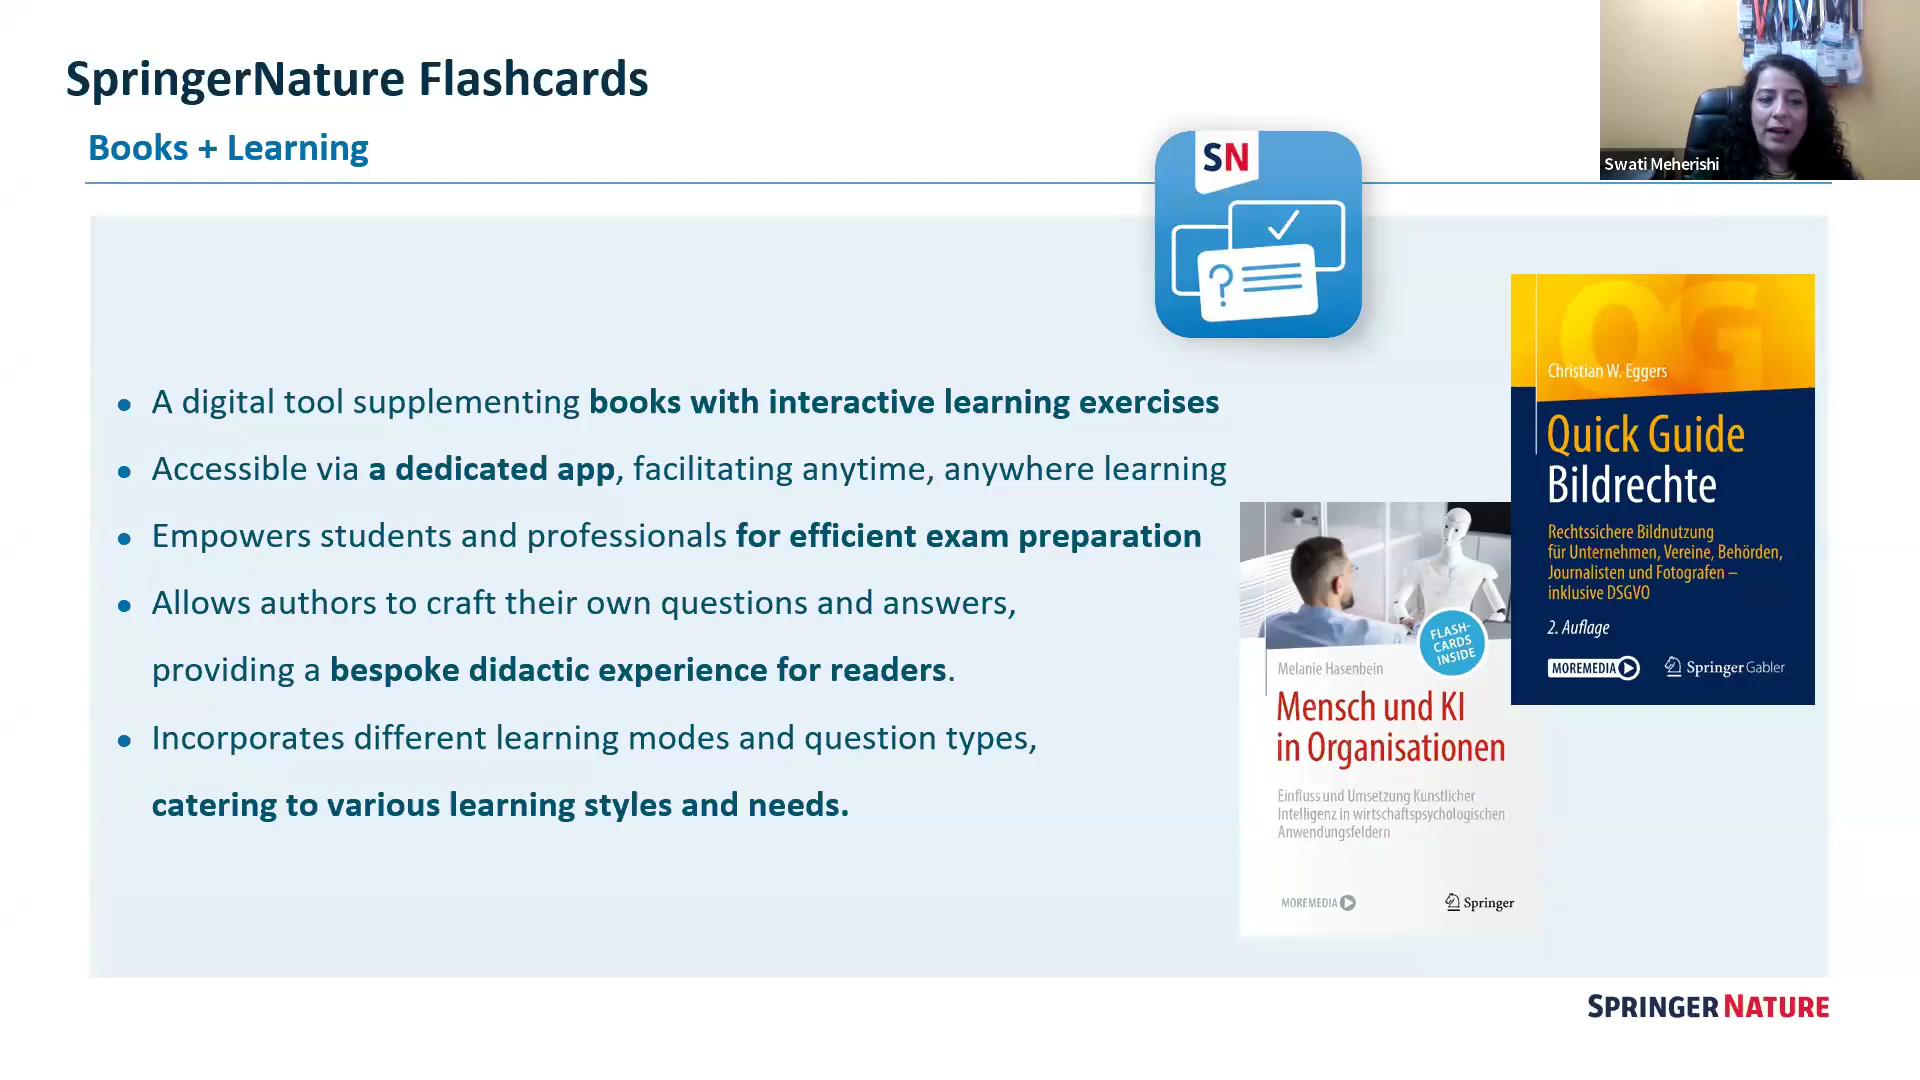 SpringerNature Flashcards
Books + Learning
SN
?
Swati Meherishi
• A digital tool supplementing books with interactive learning exercises
• Accessible via a dedicated app, facilitating anytime, anywhere learning
• Empowers students and professionals for efficient exam preparation
• Allows authors to craft their own questions and answers,
providing a bespoke didactic experience for readers.
• Incorporates different learning modes and question types,
catering to various learning styles and needs.
QG
Christian W. Eggers
Quick Guide
Bildrechte
Rechtssichere Bildnutzung
für Unternehmen, Vereine, Behörden,
Journalisten und Fotografen –
inklusive DSGVO
2. Auflage
MOREMEDIA
Springer Gabler
FLASH-
CARDS
INSIDE
Melanie Hasenbein
Mensch und KI
in Organisationen
Einfluss und Umsetzung Künstlicher
Intelligenz in wirtschaftspsychologischen
Anwendungsfeldern
MOREMEDIA
Springer
SPRINGER NATURE